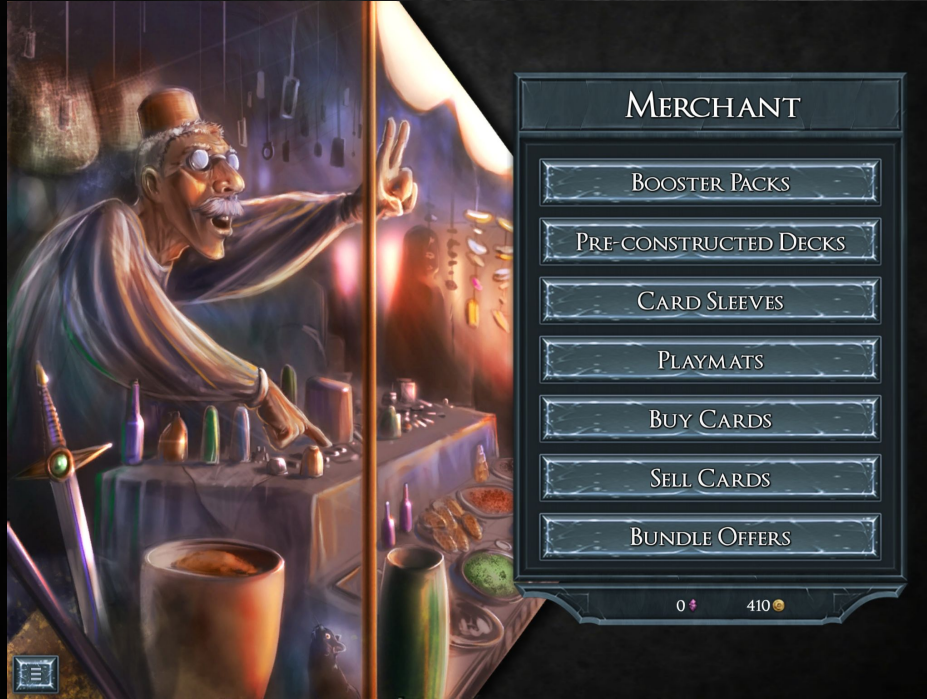 Merchant
Booster Packs
Pre-constructed Decks
Card Sleeves
Playmats
Buy Cards
Sell Cards
Bundle Offers
0 410